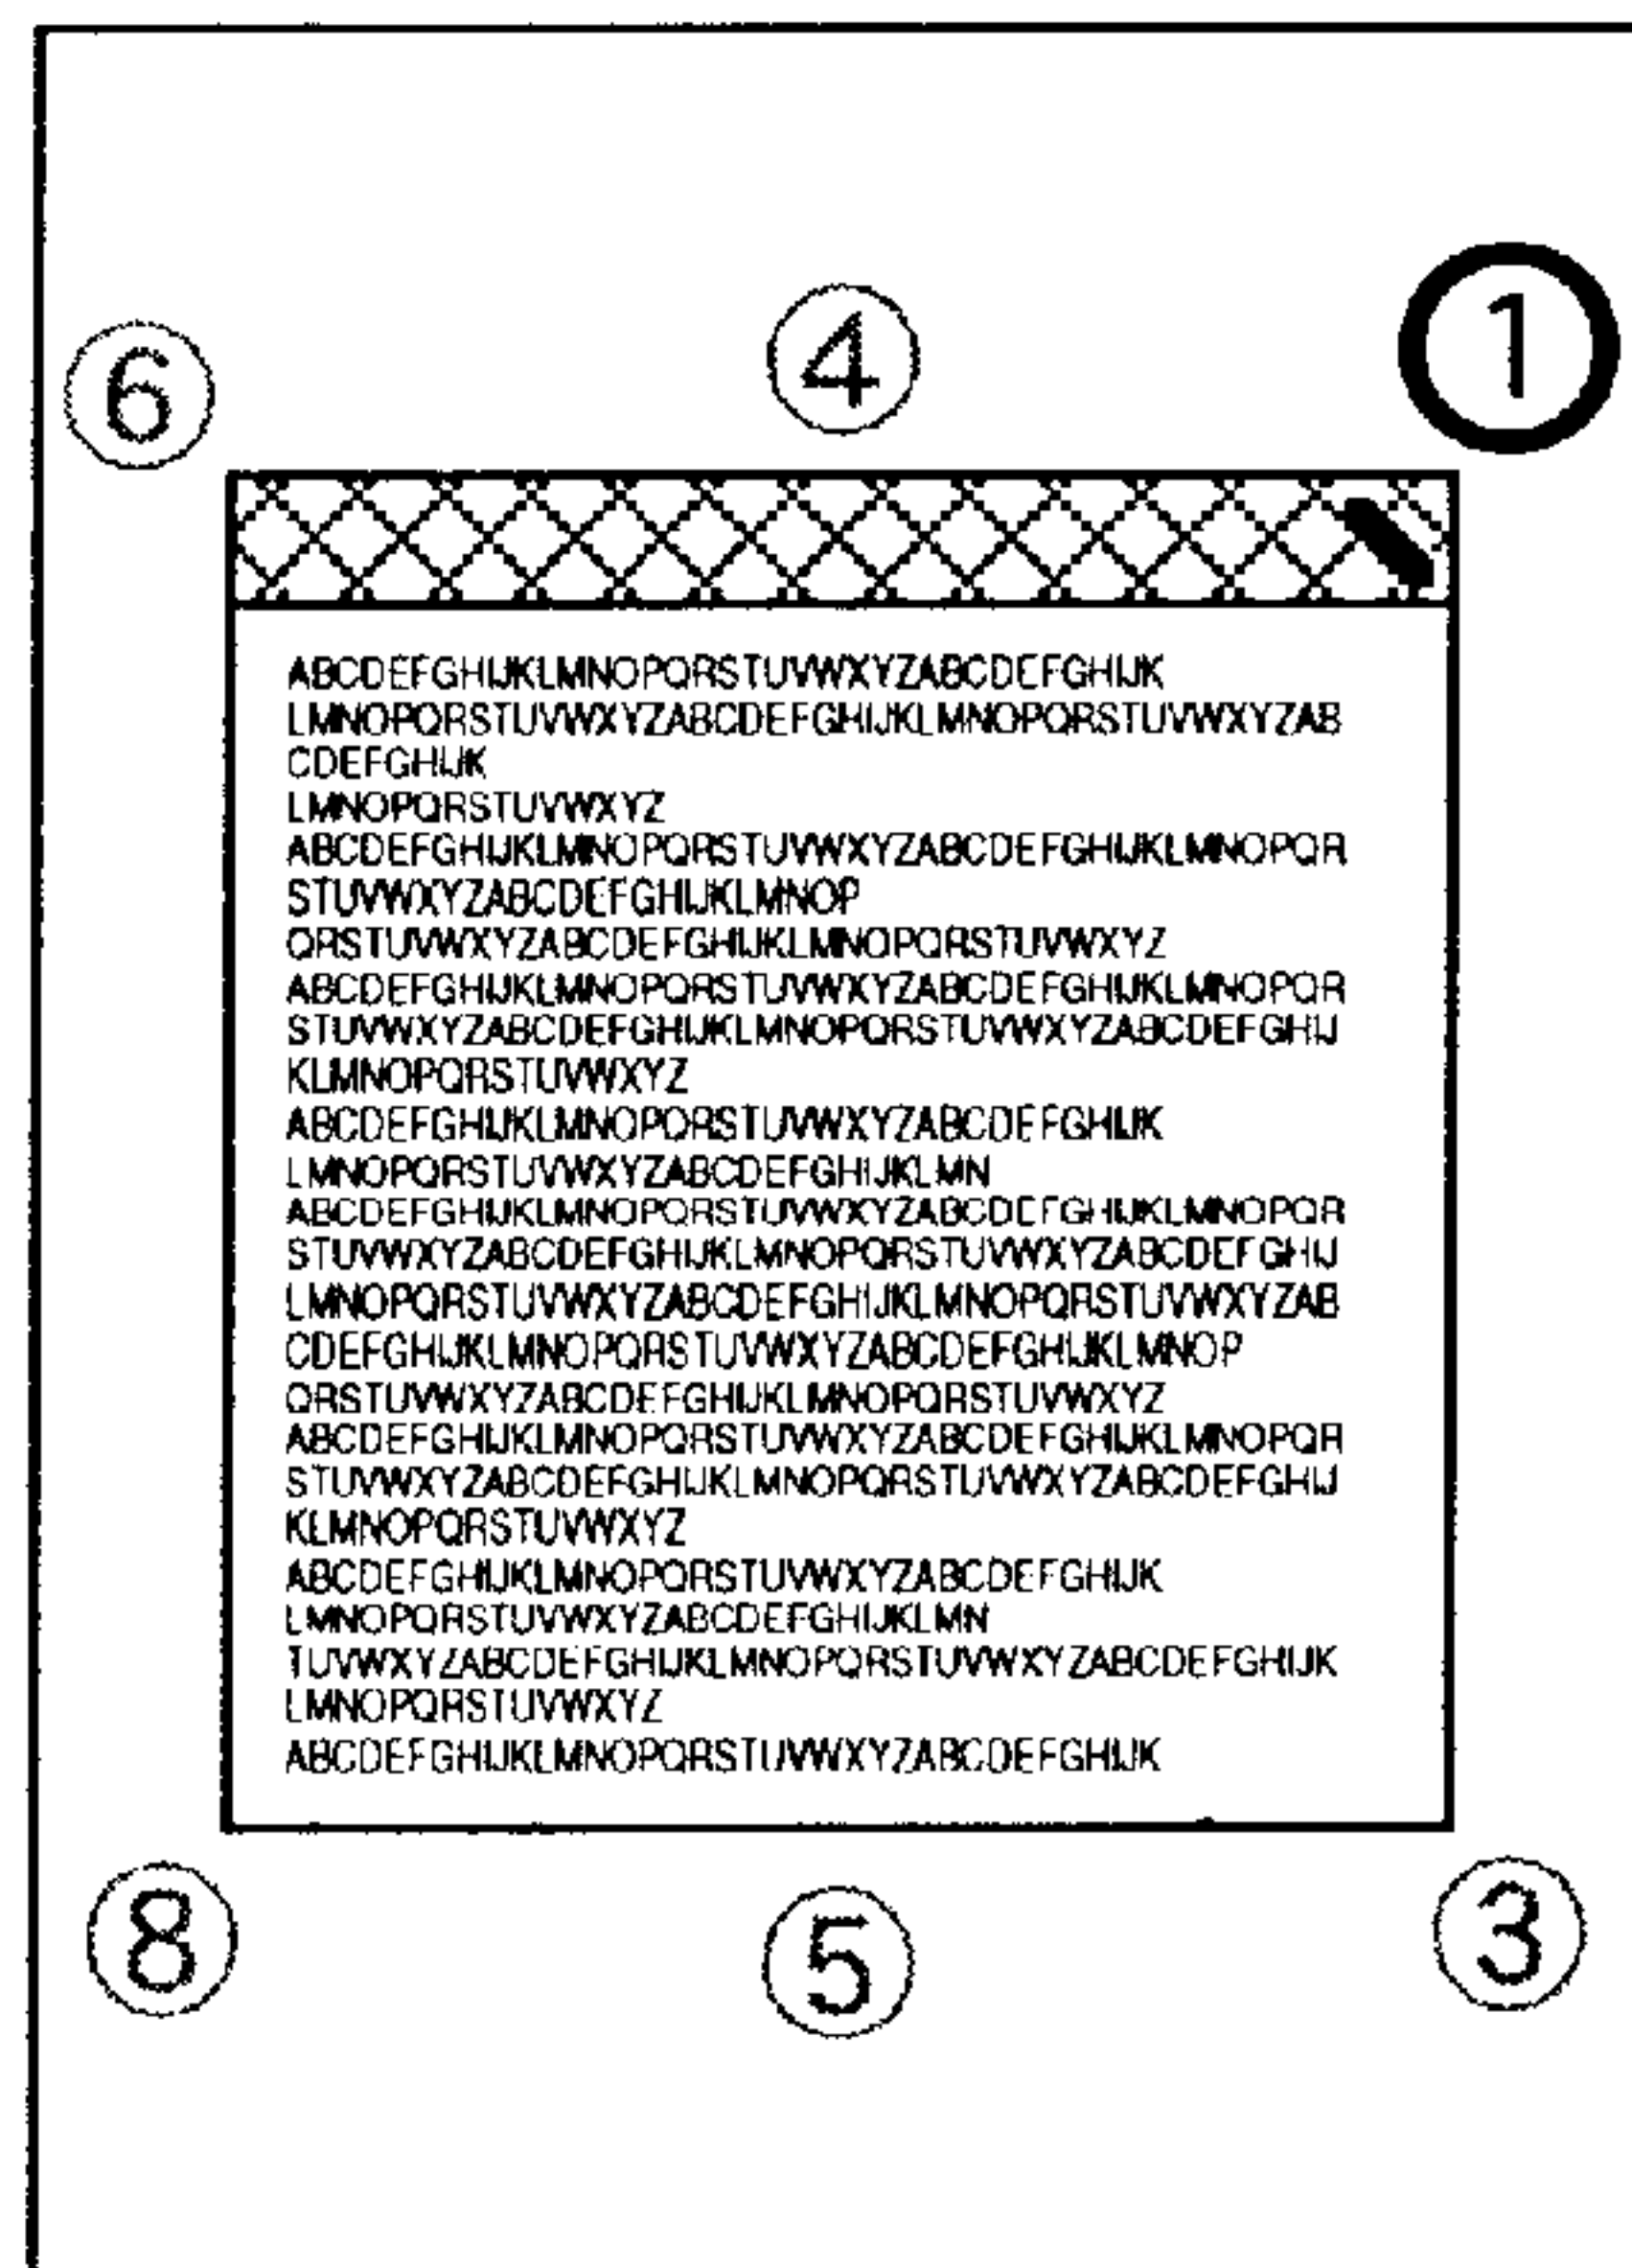 6 4 1
ABCDEFGHIJKLMNOPQRSTUVWXYZABCDEFGHIJK
LMNOPQRSTUVWXYZABCDEFGHIJKLMNOPQRSTUVWXYZAB
CDEFGHIJK
LMNOPQRSTUVWXYZ
ABCDEFGHIJKLMNOPQRSTUVWXYZABCDEFGHIJKLMNOPQR
STUVWXYZABCDEFGHIJKLMNOP
QRSTUVWXYZABCDEFGHIJKLMNOPQRSTUVWXYZ
ABCDEFGHIJKLMNOPQRSTUVWXYZABCDEFGHIJKLMNOPQR
STUVWXYZABCDEFGHIJKLMNOPQRSTUVWXYZABCDEFGHIJ
KLMNOPQRSTUVWXYZ
ABCDEFGHIJKLMNOPQRSTUVWXYZABCDEFGHIJK
LMNOPQRSTUVWXYZABCDEFGHIJKLMN
ABCDEFGHIJKLMNOPQRSTUVWXYZABCDEFGHIJKLMNOPQR
STUVWXYZABCDEFGHIJKLMNOPQRSTUVWXYZABCDEFGHIJ
LMNOPQRSTUVWXYZABCDEFGHIJKLMNOPQRSTUVWXYZAB
CDEFGHIJKLMNOPQRSTUVWXYZABCDEFGHIJKLMNOP
QRSTUVWXYZABCDEFGHIJKLMNOPQRSTUVWXYZ
ABCDEFGHIJKLMNOPQRSTUVWXYZABCDEFGHIJKLMNOPQR
STUVWXYZABCDEFGHIJKLMNOPQRSTUVWXYZABCDEFGHIJ
KLMNOPQRSTUVWXYZ
ABCDEFGHIJKLMNOPQRSTUVWXYZABCDEFGHIJK
LMNOPQRSTUVWXYZABCDEFGHIJKLMN
TUVWXYZABCDEFGHIJKLMNOPQRSTUVWXYZABCDEFGHIJK
LMNOPQRSTUVWXYZ
ABCDEFGHIJKLMNOPQRSTUVWXYZABCDEFGHIJK
8 5 3